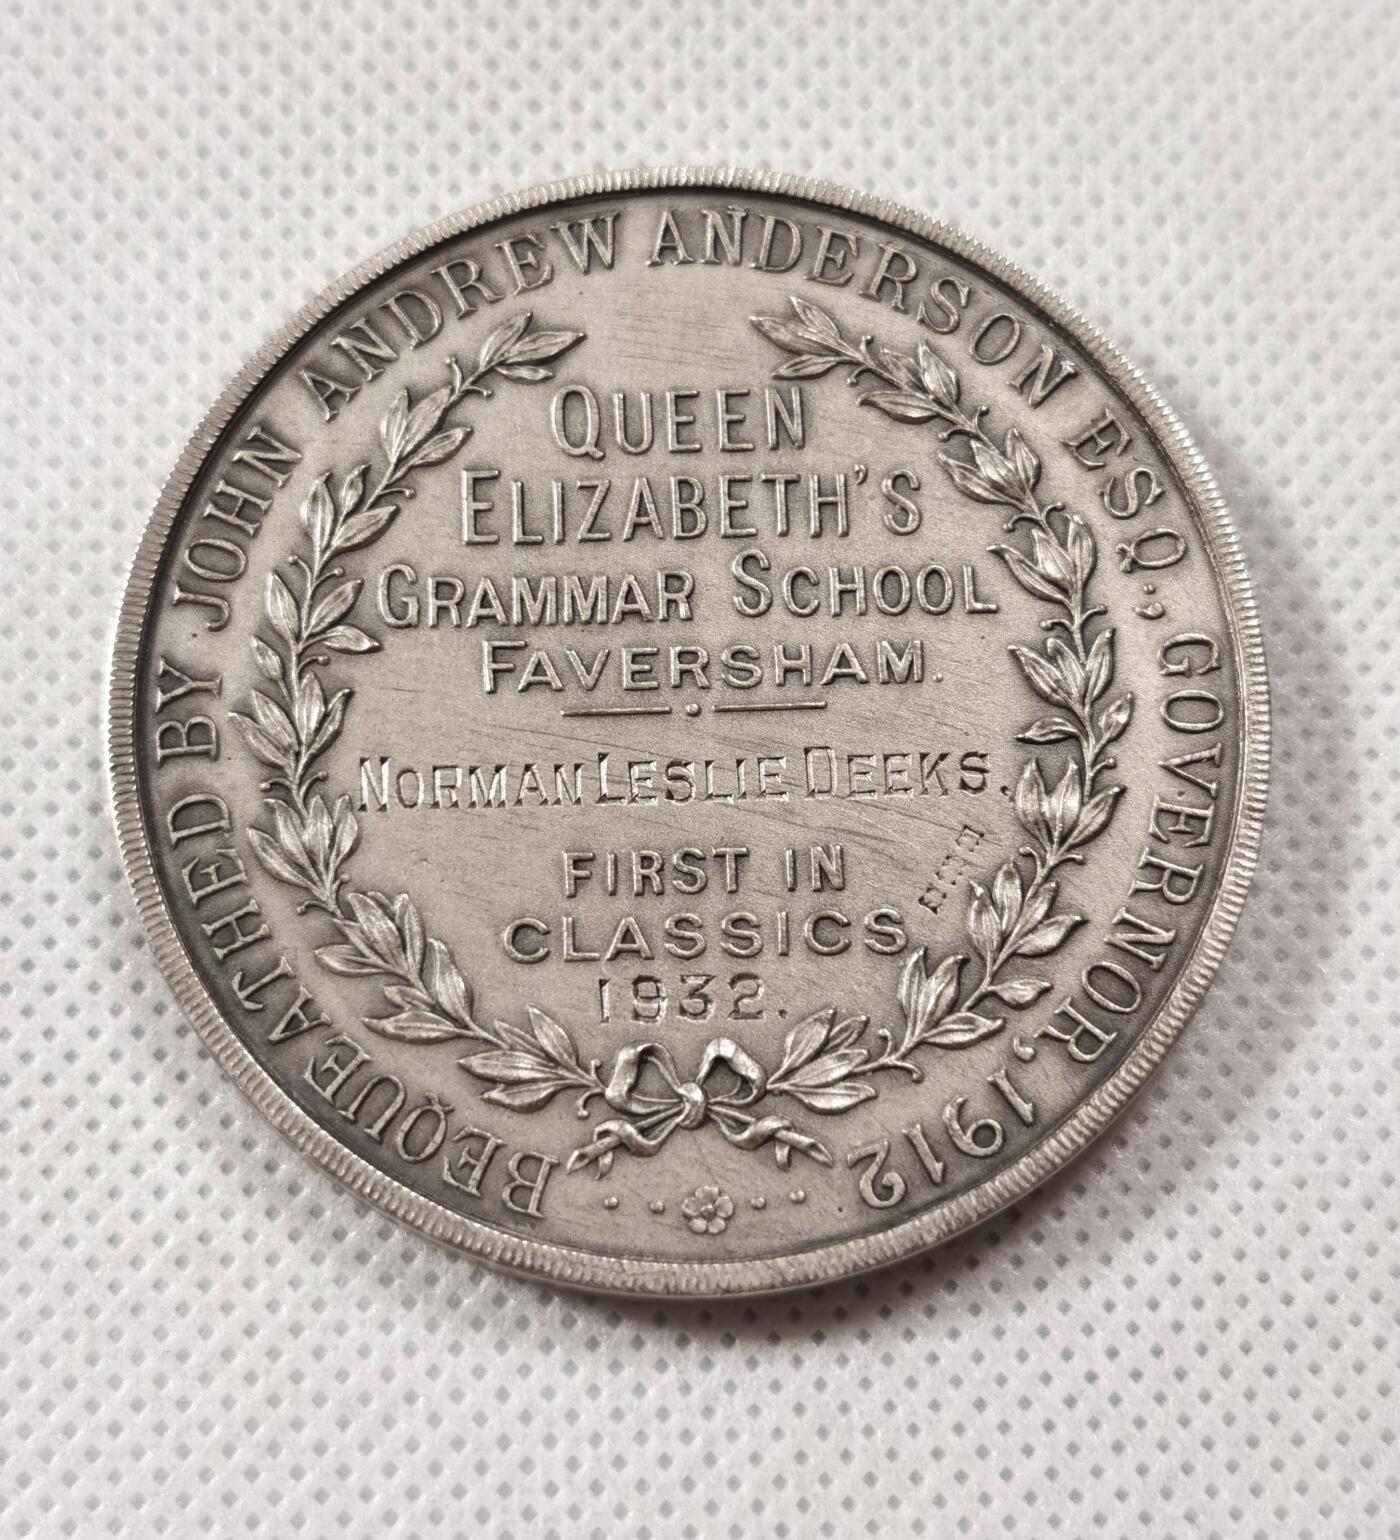 BEQUEATHED BY JOHN ANDREW ANDERSON ESQ., GOVERNOR, 1912
QUEEN
ELIZABETH'S
GRAMMAR SCHOOL
FAVERSHAM.
NORMAN LESLIE DEEKS.
FIRST IN
CLASSICS
1932.